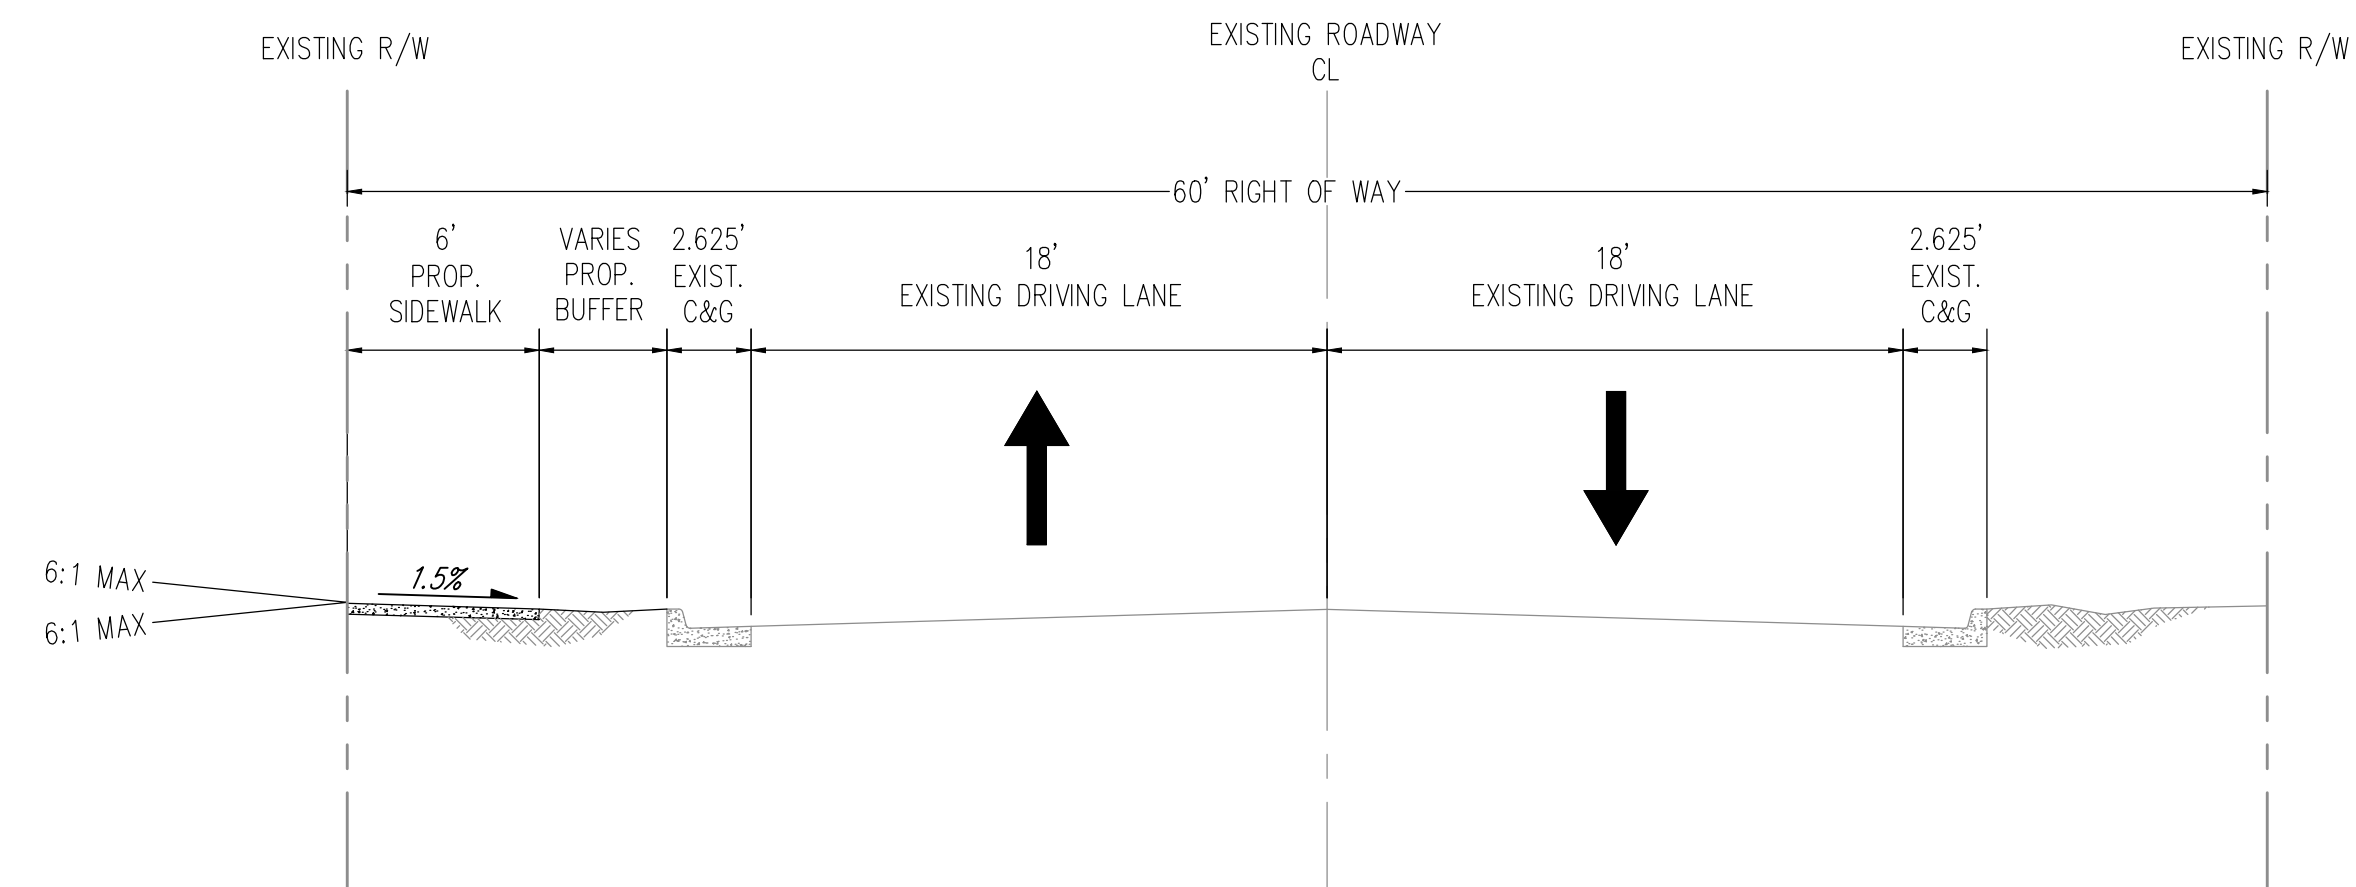 EXISTING R/W
EXISTING ROADWAY
CL
EXISTING R/W
60' RIGHT OF WAY
6'
PROP.
SIDEWALK
VARIES
PROP.
BUFFER
2.625'
EXIST.
C&G
18'
EXISTING DRIVING LANE
18'
EXISTING DRIVING LANE
2.625'
EXIST.
C&G
6:1 MAX
1.5%
6:1 MAX